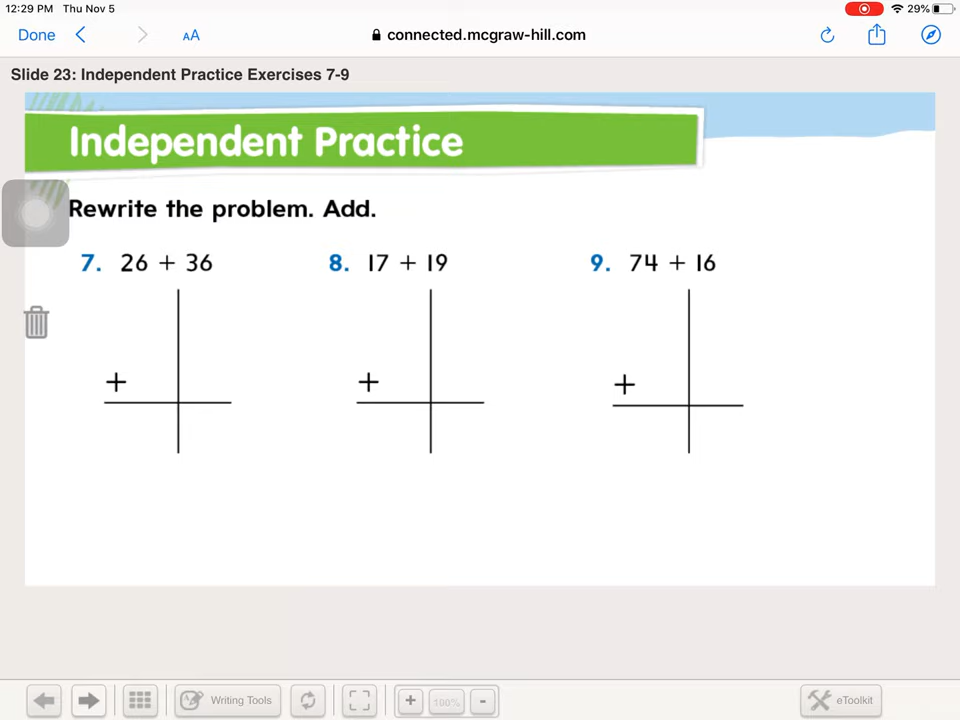 12:29 PM Thu Nov 5 29%
Done AA connected.mcgraw-hill.com
Slide 23: Independent Practice Exercises 7-9
Independent Practice
Rewrite the problem. Add.
7. 26 + 36 8. 17 + 19 9. 74 + 16
+ + +
Writing Tools + 100% - eToolkit